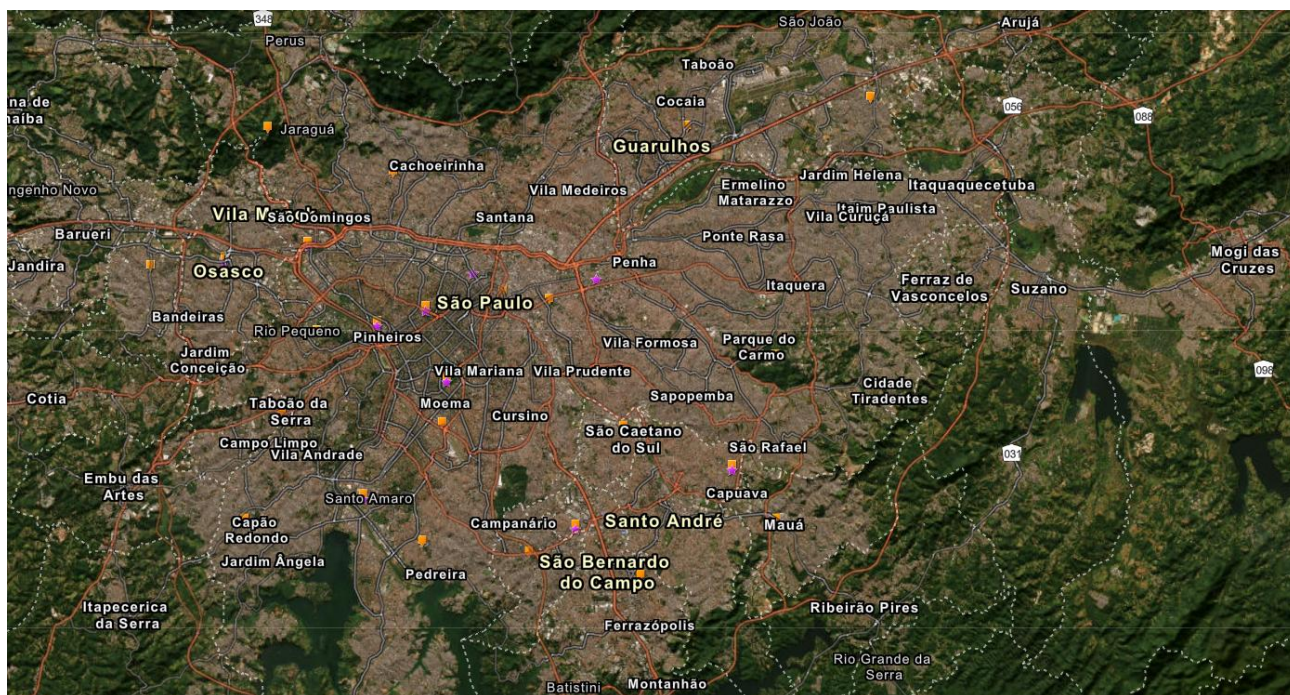 348
São João
Arujá
Perus
Taboão
na de
naíba
Cocaia
056
088
Jaraguá
Guarulhos
Cachoeirinha
Vila Medeiros
Ermelino
Matarazzo
Jardim Helena
Itaquaquecetuba
ngenho Novo
São Domingos
Santana
Itaim Paulista
Vila Curuçá
Barueri
Ponte Rasa
Mogi das
Cruzes
Jandira
Osasco
Penha
Itaquera
Ferraz de
Vasconcelos
Suzano
São Paulo
Bandeiras
Rio Pequeno
Pinheiros
Vila Formosa
Parque do
Carmo
Jardim
Conceição
Vila Mariana
Vila Prudente
098
Cotia
Taboão da
Serra
Moema
Cursino
Sapopemba
Cidade
Tiradentes
Campo Limpo
Vila Andrade
São Caetano
do Sul
São Rafael
031
Embu das
Artes
Santo Amaro
Capuava
Capão
Redondo
Campanário
Santo André
Mauá
Jardim Ângela
Pedreira
São Bernardo
do Campo
Itapecerica
da Serra
Ribeirão Pires
Ferrazópolis
Rio Grande da
Serra
Batistini
Montanhão